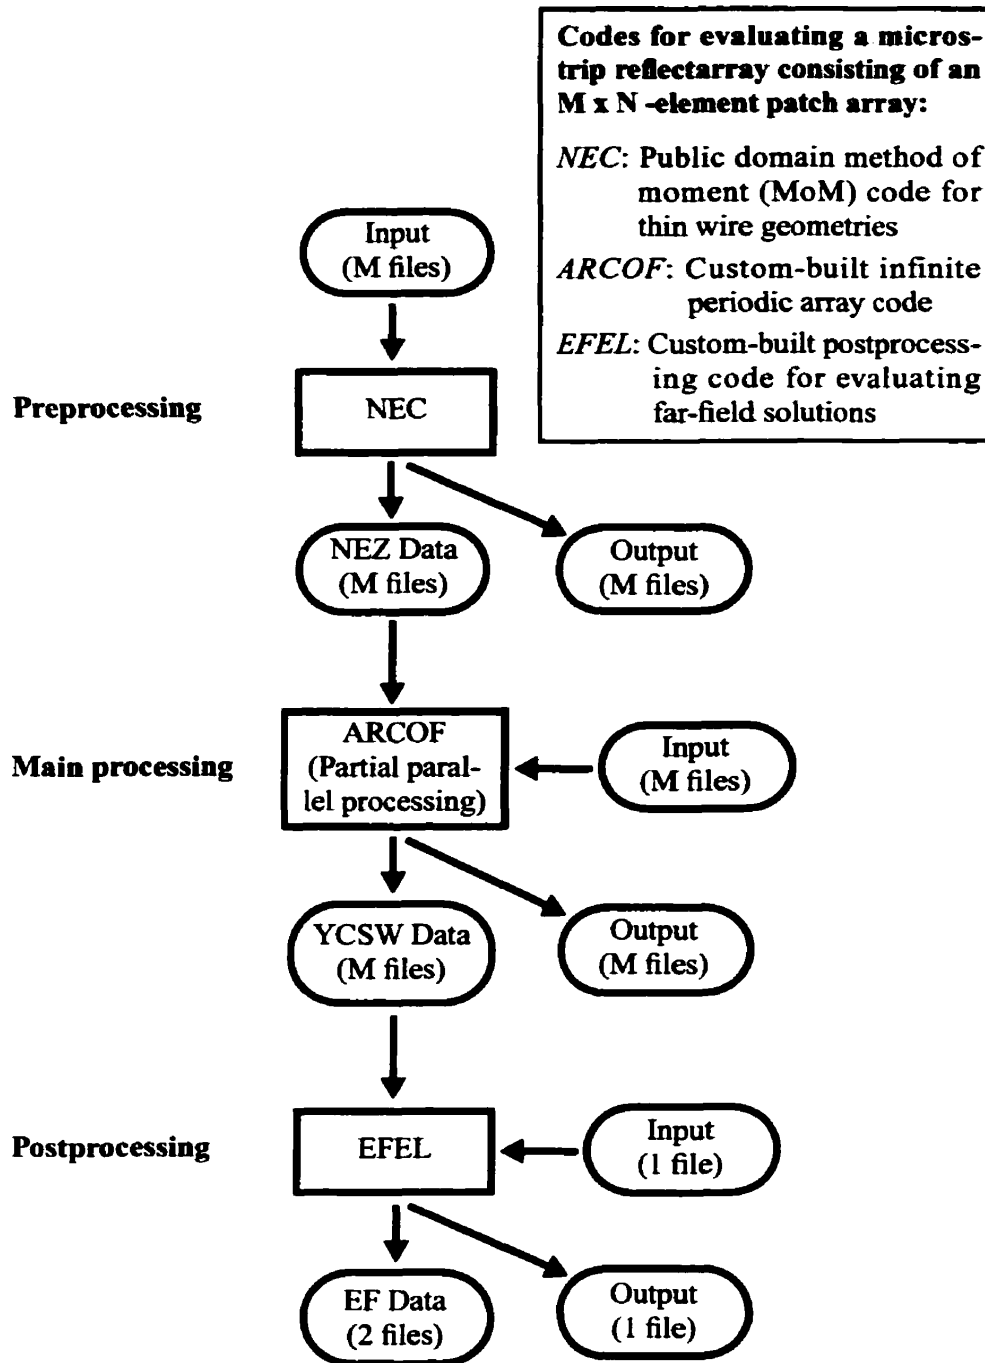 Codes for evaluating a micros-
trip reflectarray consisting of an
M x N -element patch array:
NEC: Public domain method of
moment (MoM) code for
thin wire geometries
ARCOF: Custom-built infinite
periodic array code
EFEL: Custom-built postprocess-
ing code for evaluating
far-field solutions
Input
(M files)
Preprocessing
NEC
NEZ Data
(M files)
Output
(M files)
Main processing
ARCOF
(Partial paral-
lel processing)
Input
(M files)
YCSW Data
(M files)
Output
(M files)
Postprocessing
EFEL
Input
(1 file)
EF Data
(2 files)
Output
(1 file)